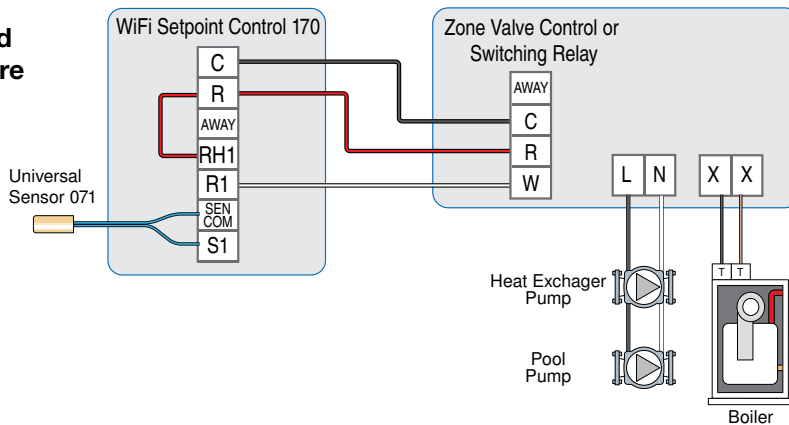 d
re
WiFi Setpoint Control 170
C
R
AWAY
RH1
R1
SEN
COM
S1
Universal
Sensor 071
Zone Valve Control or
Switching Relay
AWAY
C
R
W
L N X X
T T
Heat Exchager
Pump
Pool
Pump
Boiler